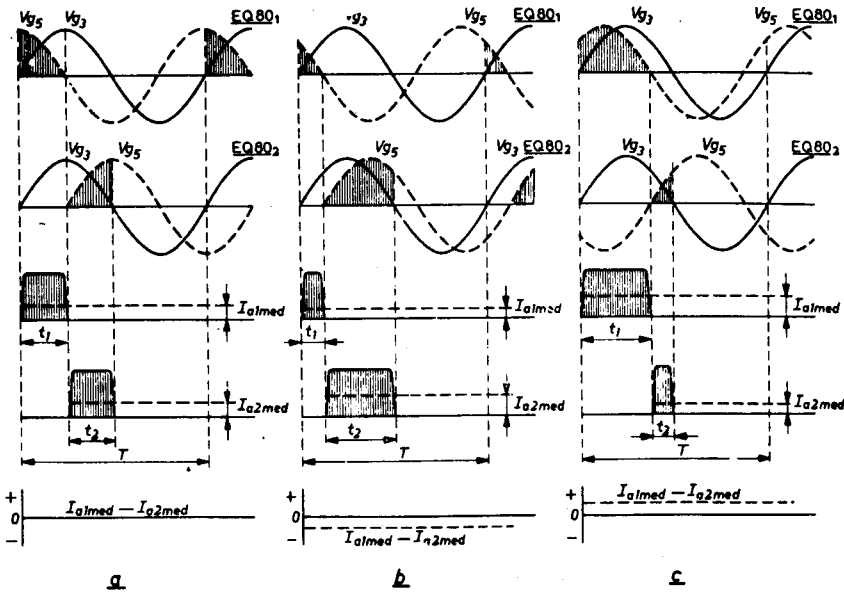 Vg5 Vg3 EQ801
Vg3 Vg5 EQ802
Ia1med
t1
Ia2med
t2
T
+
0
−
Ia1med − Ia2med
a
Vg3 Vg5 EQ801
Vg5 Vg3 EQ802
Ia1med
t1
Ia2med
t2
T
+
0
−
Ia1med − Ia2med
b
Vg3 Vg5 EQ801
Vg3 Vg5 EQ802
Ia1med
t1
Ia2med
t2
T
+
0
−
Ia1med − Ia2med
c